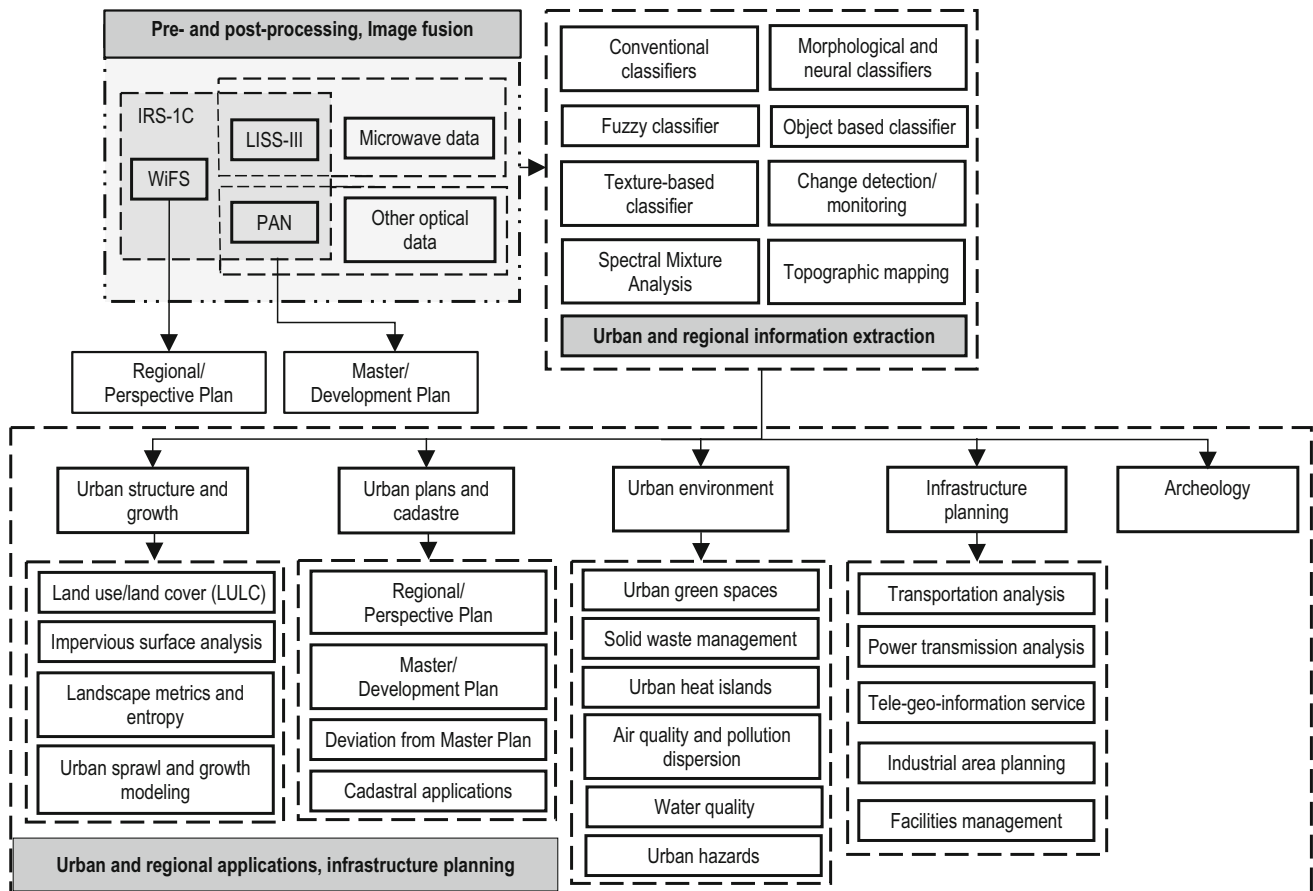 Pre- and post-processing, Image fusion
IRS-1C
LISS-III
Microwave data
WiFS
PAN
Other optical
data
Conventional
classifiers
Morphological and
neural classifiers
Fuzzy classifier
Object based classifier
Texture-based
classifier
Change detection/
monitoring
Spectral Mixture
Analysis
Topographic mapping
Urban and regional information extraction
Regional/
Perspective Plan
Master/
Development Plan
Urban structure and
growth
Urban plans and
cadastre
Urban environment
Infrastructure
planning
Archeology
Land use/land cover (LULC)
Impervious surface analysis
Landscape metrics and
entropy
Urban sprawl and growth
modeling
Regional/
Perspective Plan
Master/
Development Plan
Deviation from Master Plan
Cadastral applications
Urban green spaces
Solid waste management
Urban heat islands
Air quality and pollution
dispersion
Water quality
Urban hazards
Transportation analysis
Power transmission analysis
Tele-geo-information service
Industrial area planning
Facilities management
Urban and regional applications, infrastructure planning